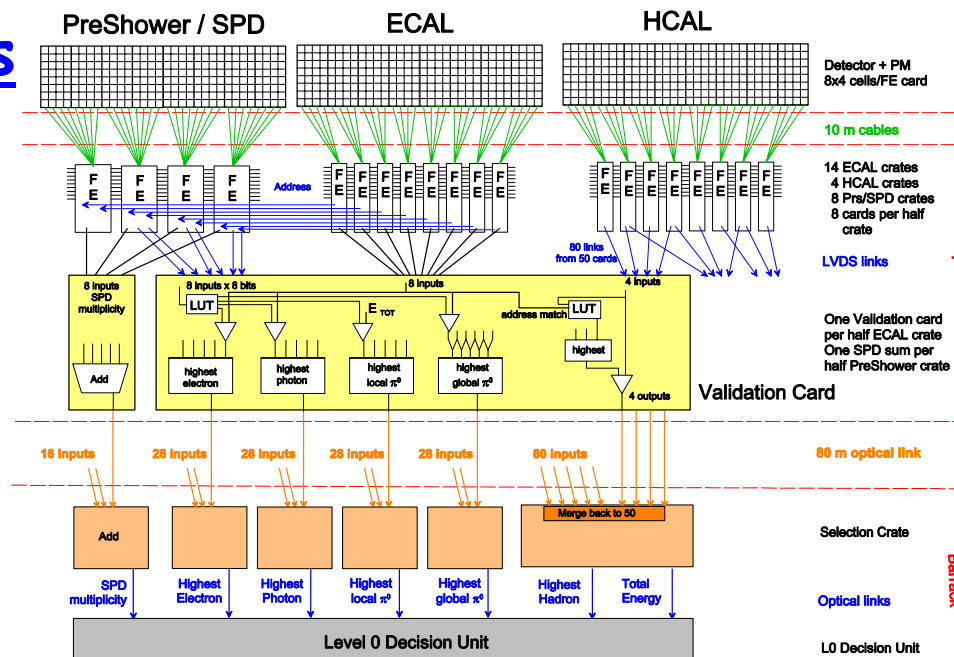 S
PreShower / SPD
ECAL
HCAL
Detector + PM
8x4 cells/FE card
10 m cables
F
E
F
E
F
E
F
E
Address
F
E
F
E
F
E
F
E
F
E
F
E
F
E
F
E
F
E
F
E
F
E
F
E
F
E
F
E
F
E
F
E
14 ECAL crates
4 HCAL crates
8 Prs/SPD crates
8 cards per half
crate
80 links
from 50 cards
LVDS links
8 inputs
SPD
multiplicity
Add
8 inputs x 8 bits
8 inputs
4 inputs
LUT
E TOT
address match
LUT
highest
electron
highest
photon
highest
local π⁰
highest
global π⁰
highest
4 outputs
One Validation card
per half ECAL crate
One SPD sum per
half PreShower crate
Validation Card
16 inputs
28 inputs
28 inputs
28 inputs
28 inputs
80 inputs
80 m optical link
Add
Merge back to 50
Selection Crate
SPD
multiplicity
Highest
Electron
Highest
Photon
Highest
local π⁰
Highest
global π⁰
Highest
Hadron
Total
Energy
Optical links
Barrack
Level 0 Decision Unit
L0 Decision Unit